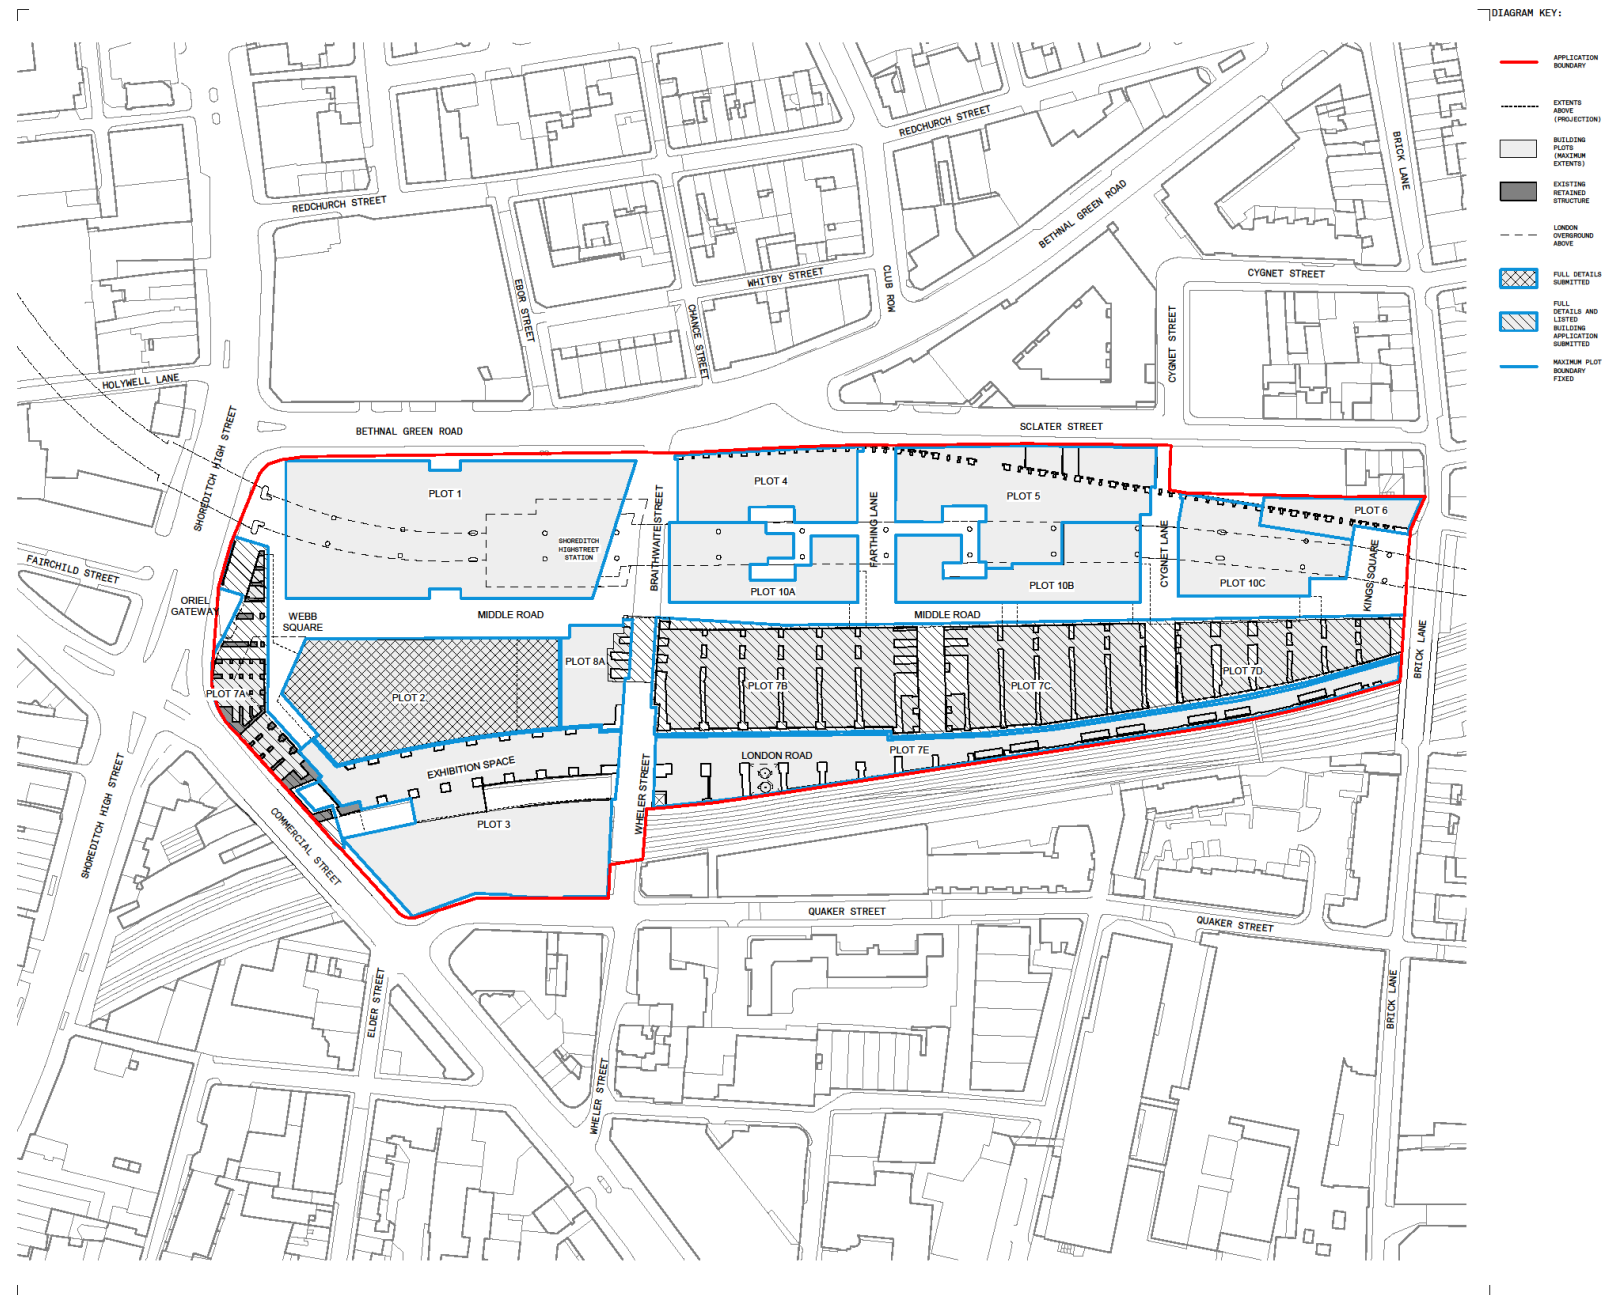 DIAGRAM KEY:
APPLICATION
BOUNDARY
EXTENTS
ABOVE
(PROJECTION)
BUILDING
PLOTS
(MAXIMUM
EXTENTS)
EXISTING
RETAINED
STRUCTURE
LONDON
OVERGROUND
ABOVE
FULL DETAILS
SUBMITTED
FULL
DETAILS AND
LISTED
BUILDING
APPLICATION
SUBMITTED
MAXIMUM PLOT
BOUNDARY
FIXED
REDCHURCH STREET
BRICK LANE
REDCHURCH STREET
BETHNAL GREEN ROAD
WHITBY STREET
CLUB ROW
CYGNET STREET
EBOR STREET
CHANCE STREET
CYGNET STREET
HOLYWELL LANE
SHOREDITCH HIGH STREET
BETHNAL GREEN ROAD
SCLATER STREET
PLOT 1
PLOT 4
PLOT 5
PLOT 6
SHOREDITCH
HIGHSTREET
STATION
BRAITHWAITE STREET
FARTHING LANE
CYGNET LANE
KINGS SQUARE
FAIRCHILD STREET
PLOT 10A
PLOT 10B
PLOT 10C
ORIEL
GATEWAY
WEBB
SQUARE
MIDDLE ROAD
MIDDLE ROAD
BRICK LANE
PLOT 8A
PLOT 7A
PLOT 2
PLOT 7B
PLOT 7C
PLOT 7D
EXHIBITION SPACE
LONDON ROAD
PLOT 7E
WHELER STREET
SHOREDITCH HIGH STREET
COMMERCIAL STREET
PLOT 3
QUAKER STREET
QUAKER STREET
ELDER STREET
BRICK LANE
WHELER STREET